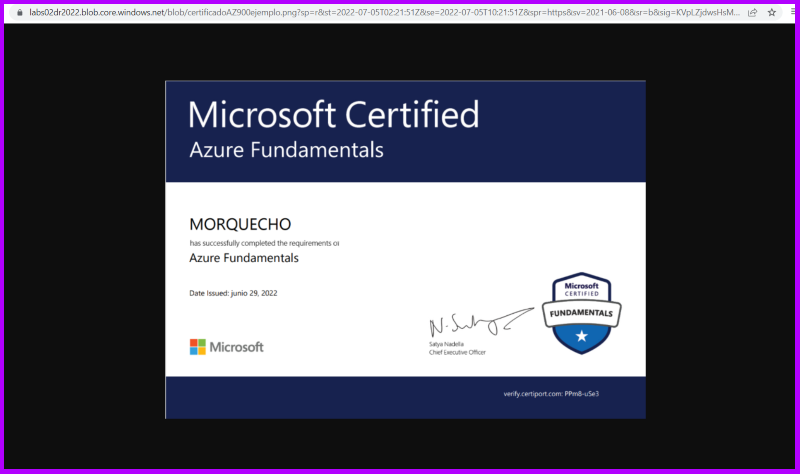 labs02dr2022.blob.core.windows.net/blob/certificadoAZ900ejemplo.png?sp=r&st=2022-07-05T02:21:51Z&se=2022-07-05T10:21:51Z&spr=https&sv=2021-06-08&sr=b&sig=KVpLZjdwsHsM...
Microsoft Certified
Azure Fundamentals
MORQUECHO
has successfully completed the requirements o
Azure Fundamentals
Date Issued: junio 29, 2022
Microsoft
CERTIFIED
FUNDAMENTALS
Satya Nadella
Chief Executive Officer
Microsoft
verify.certiport.com: PPm8-uSe3